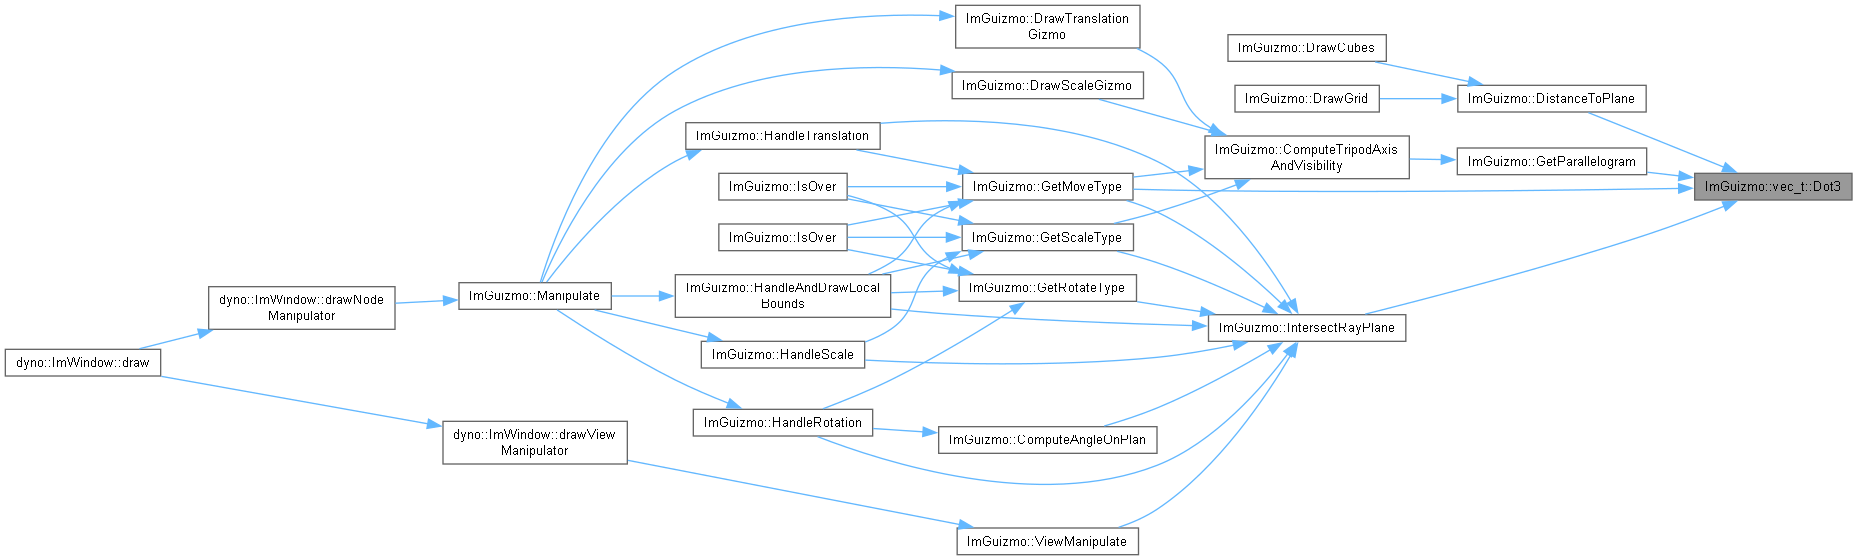 ImGuizmo::DrawTranslation
Gizmo
ImGuizmo::DrawCubes
ImGuizmo::DrawScaleGizmo
ImGuizmo::DrawGrid
ImGuizmo::DistanceToPlane
ImGuizmo::HandleTranslation
ImGuizmo::ComputeTripodAxis
AndVisibility
ImGuizmo::GetParallelogram
ImGuizmo::IsOver
ImGuizmo::GetMoveType
ImGuizmo::vec_t::Dot3
ImGuizmo::IsOver
ImGuizmo::GetScaleType
ImGuizmo::HandleAndDrawLocal
Bounds
ImGuizmo::GetRotateType
dyno::ImWindow::drawNode
Manipulator
ImGuizmo::Manipulate
ImGuizmo::IntersectRayPlane
dyno::ImWindow::draw
ImGuizmo::HandleScale
ImGuizmo::HandleRotation
ImGuizmo::ComputeAngleOnPlan
dyno::ImWindow::drawView
Manipulator
ImGuizmo::ViewManipulate